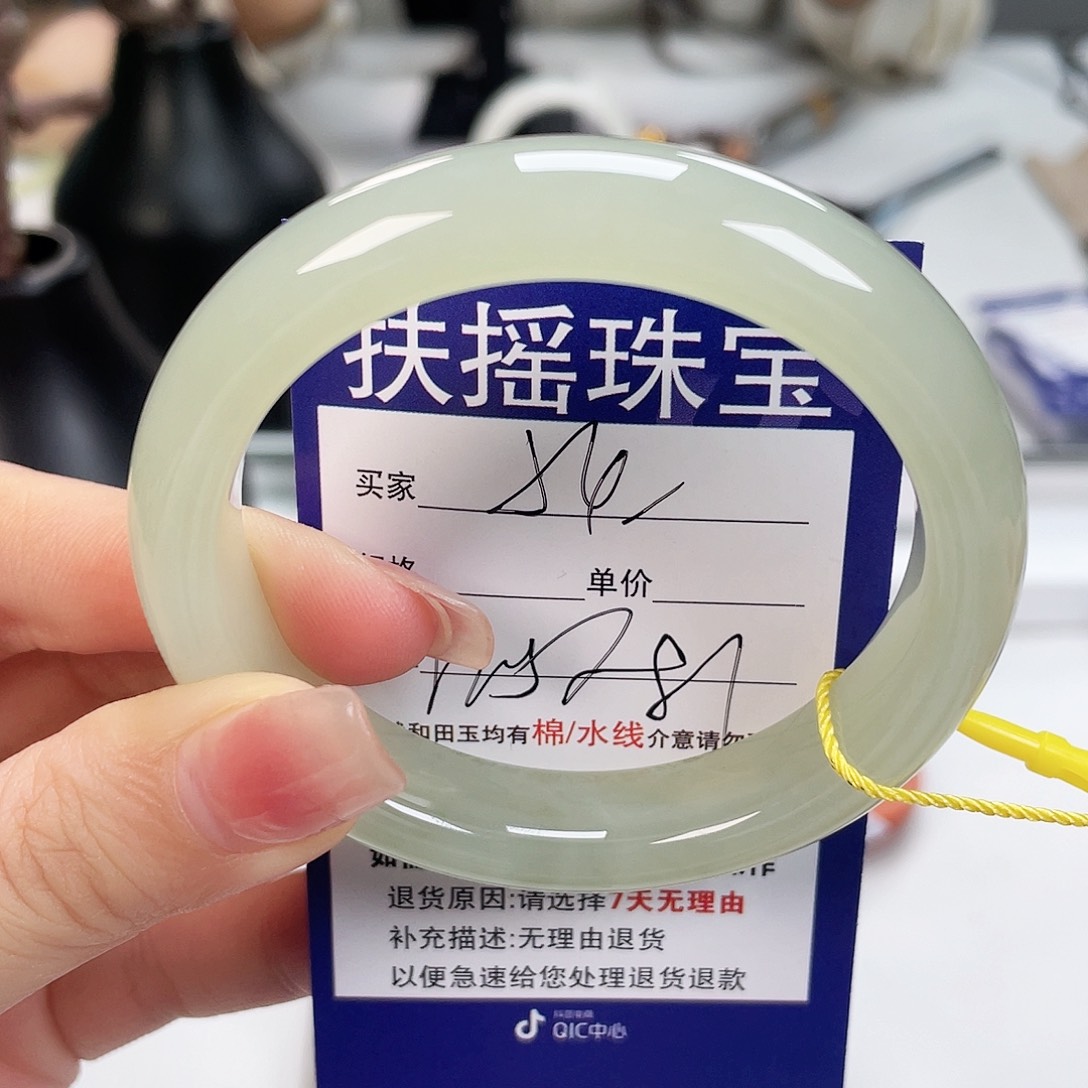 扶摇珠宝
买家
单价
和田玉均有棉/水线介意请勿
退货原因:请选择7天无理由
补充描述:无理由退货
以便急速给您处理退货退款
QIC中心